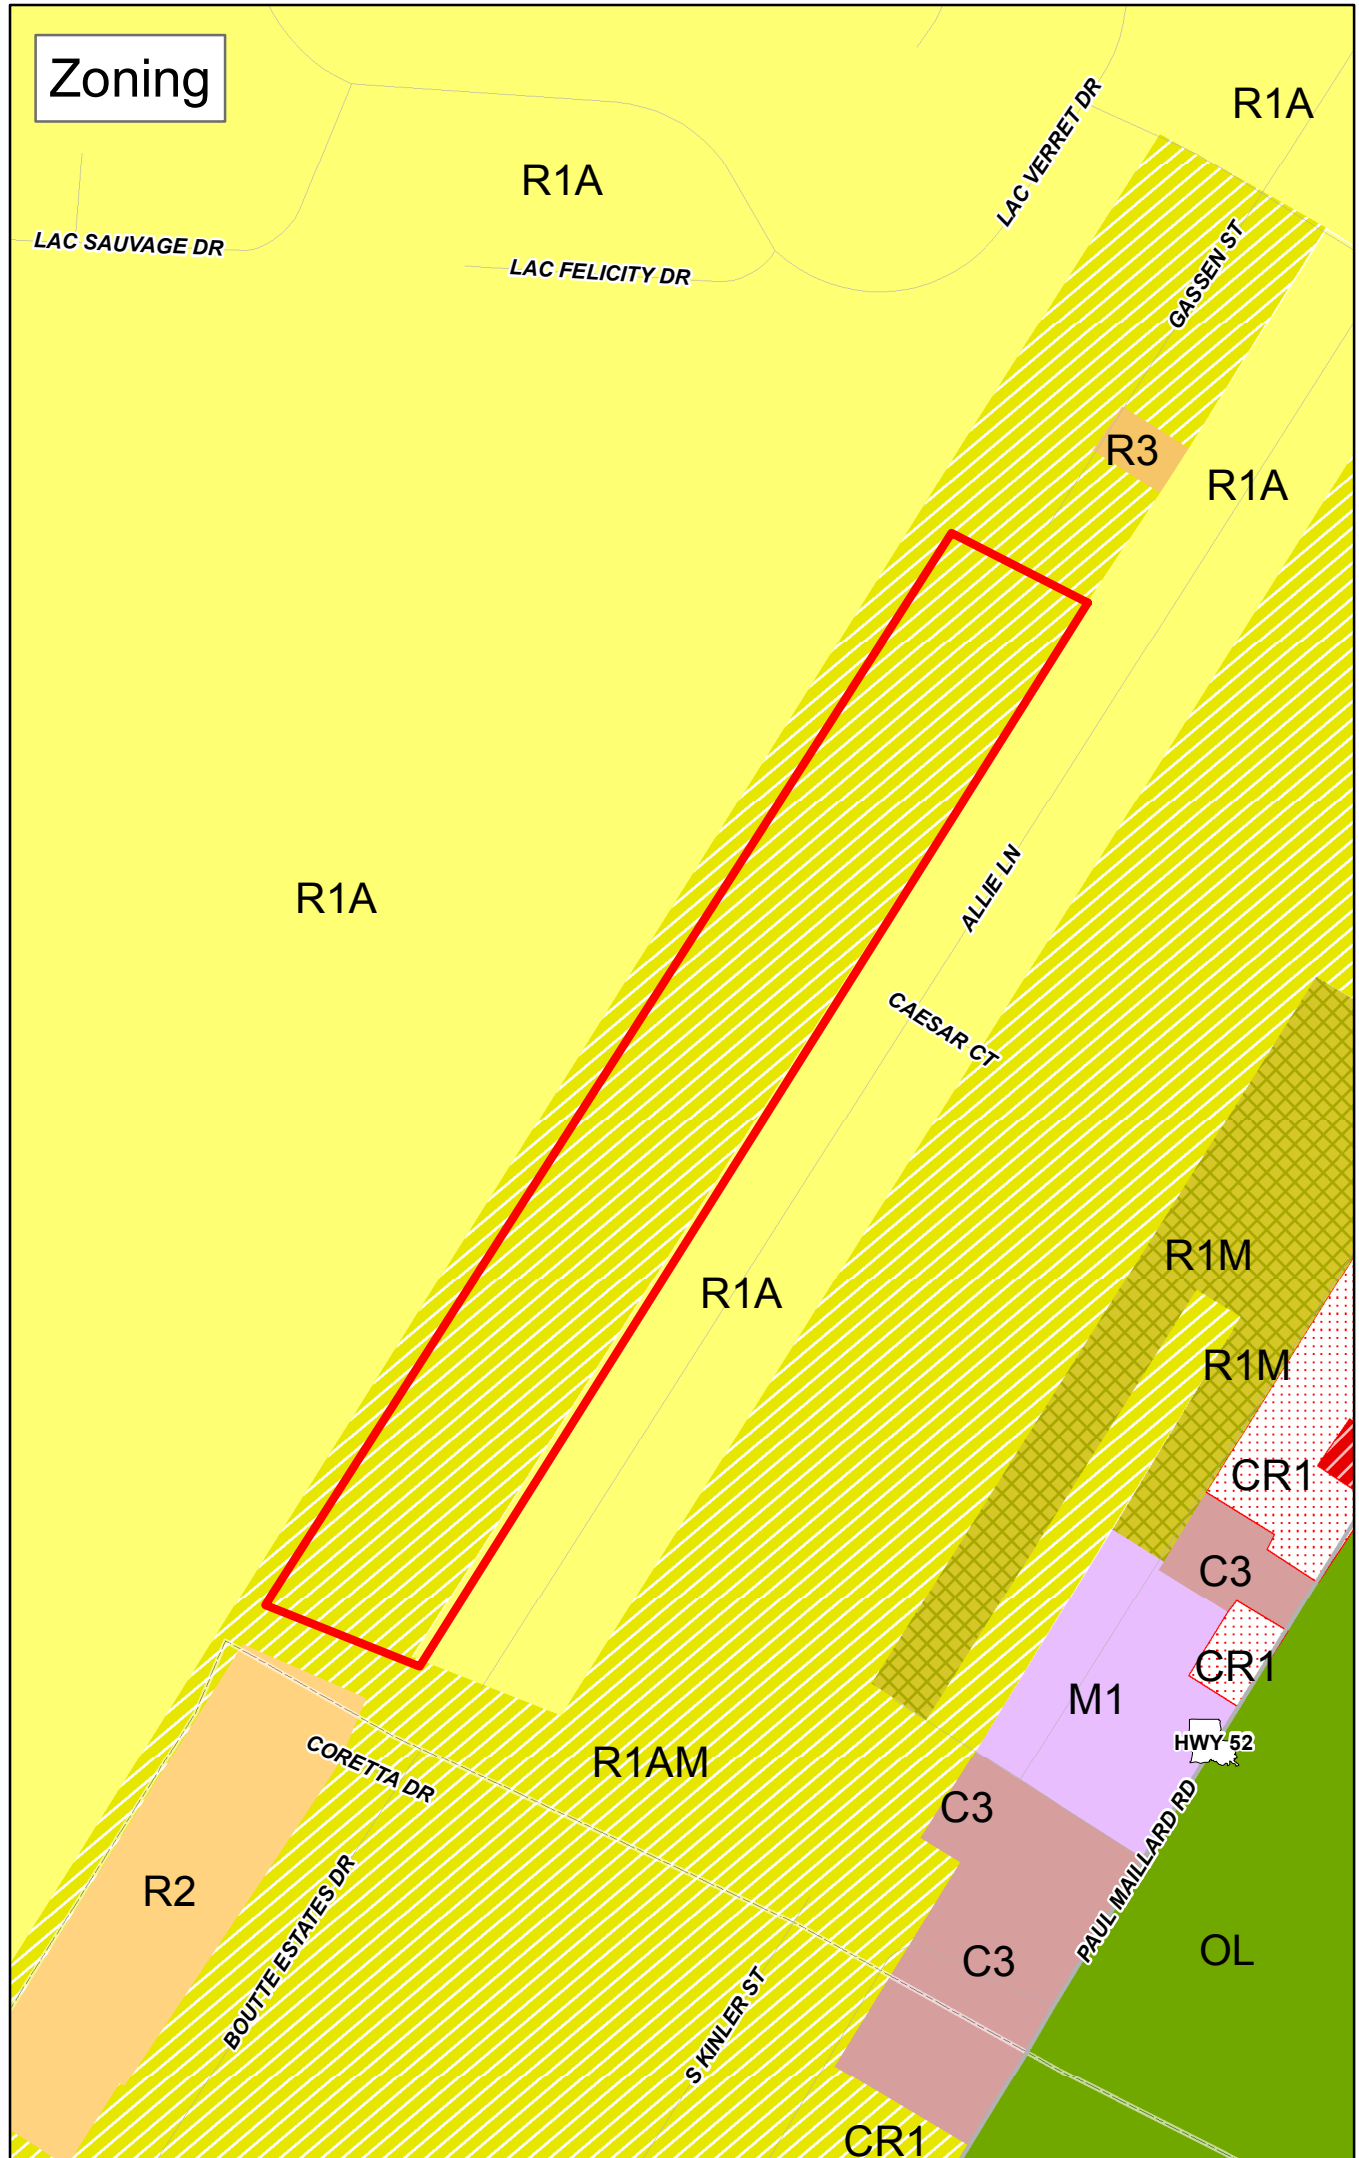 Zoning
R1A
R1A
LAC VERRET DR
LAC SAUVAGE DR
LAC FELICITY DR
GASSEN ST
R3
R1A
R1A
ALLIE LN
CAESAR CT
R1M
R1A
R1M
CR1
C3
CR1
M1
HWY 52
R1AM
CORETTA DR
C3
PAUL MAILLARD RD
R2
BOUTTE ESTATES DR
OL
C3
S KINLER ST
CR1